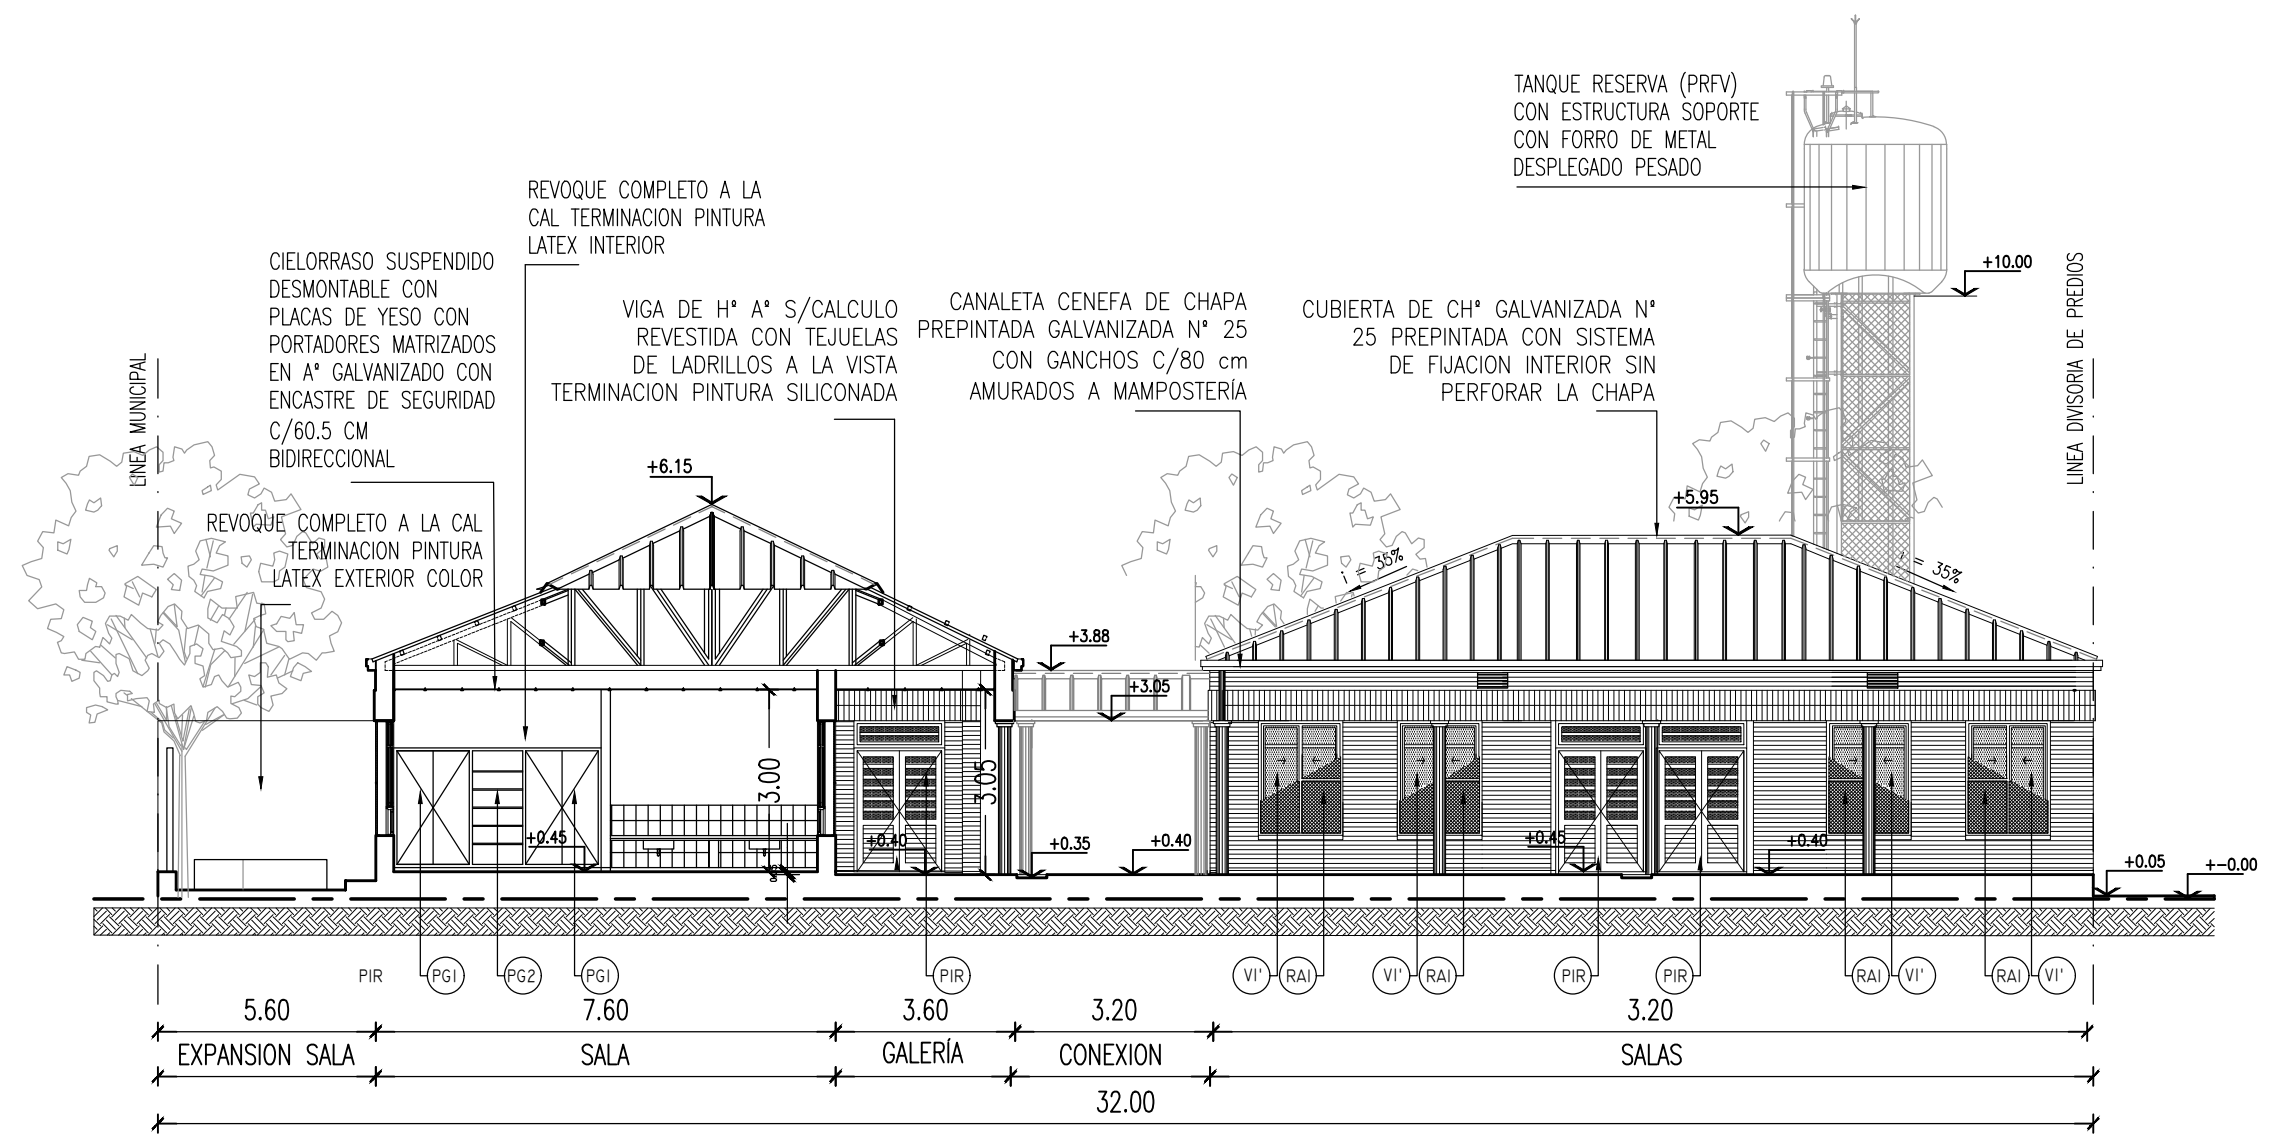 TANQUE RESERVA (PRFV)
CON ESTRUCTURA SOPORTE
CON FORRO DE METAL
DESPLEGADO PESADO
REVOQUE COMPLETO A LA
CAL TERMINACION PINTURA
LATEX INTERIOR
CIELORRASO SUSPENDIDO
DESMONTABLE CON
PLACAS DE YESO CON
PORTADORES MATRIZADOS
EN Aº GALVANIZADO CON
ENCASTRE DE SEGURIDAD
C/60.5 CM
BIDIRECCIONAL
VIGA DE Hº Aº S/CALCULO
REVESTIDA CON TEJUELAS
DE LADRILLOS A LA VISTA
TERMINACION PINTURA SILICONADA
CANALETA CENEFA DE CHAPA
PREPINTADA GALVANIZADA Nº 25
CON GANCHOS C/80 cm
AMURADOS A MAMPOSTERÍA
CUBIERTA DE CHº GALVANIZADA Nº
25 PREPINTADA CON SISTEMA
DE FIJACION INTERIOR SIN
PERFORAR LA CHAPA
+10.00
LINEA DIVISORIA DE PREDIOS
LINEA MUNICIPAL
REVOQUE COMPLETO A LA CAL
TERMINACION PINTURA
LATEX EXTERIOR COLOR
+6.15
+5.95
i = 35%
i = 35%
+3.88
+3.05
3.00
3.05
+0.45
+0.40
+0.35
+0.40
+0.45
+0.40
+0.05
+-0.00
PIR PG1 PG2 PG1 PIR VI' RAI VI' RAI PIR PIR RAI VI' RAI VI'
5.60 7.60 3.60 3.20 3.20
EXPANSION SALA SALA GALERÍA CONEXION SALAS
32.00